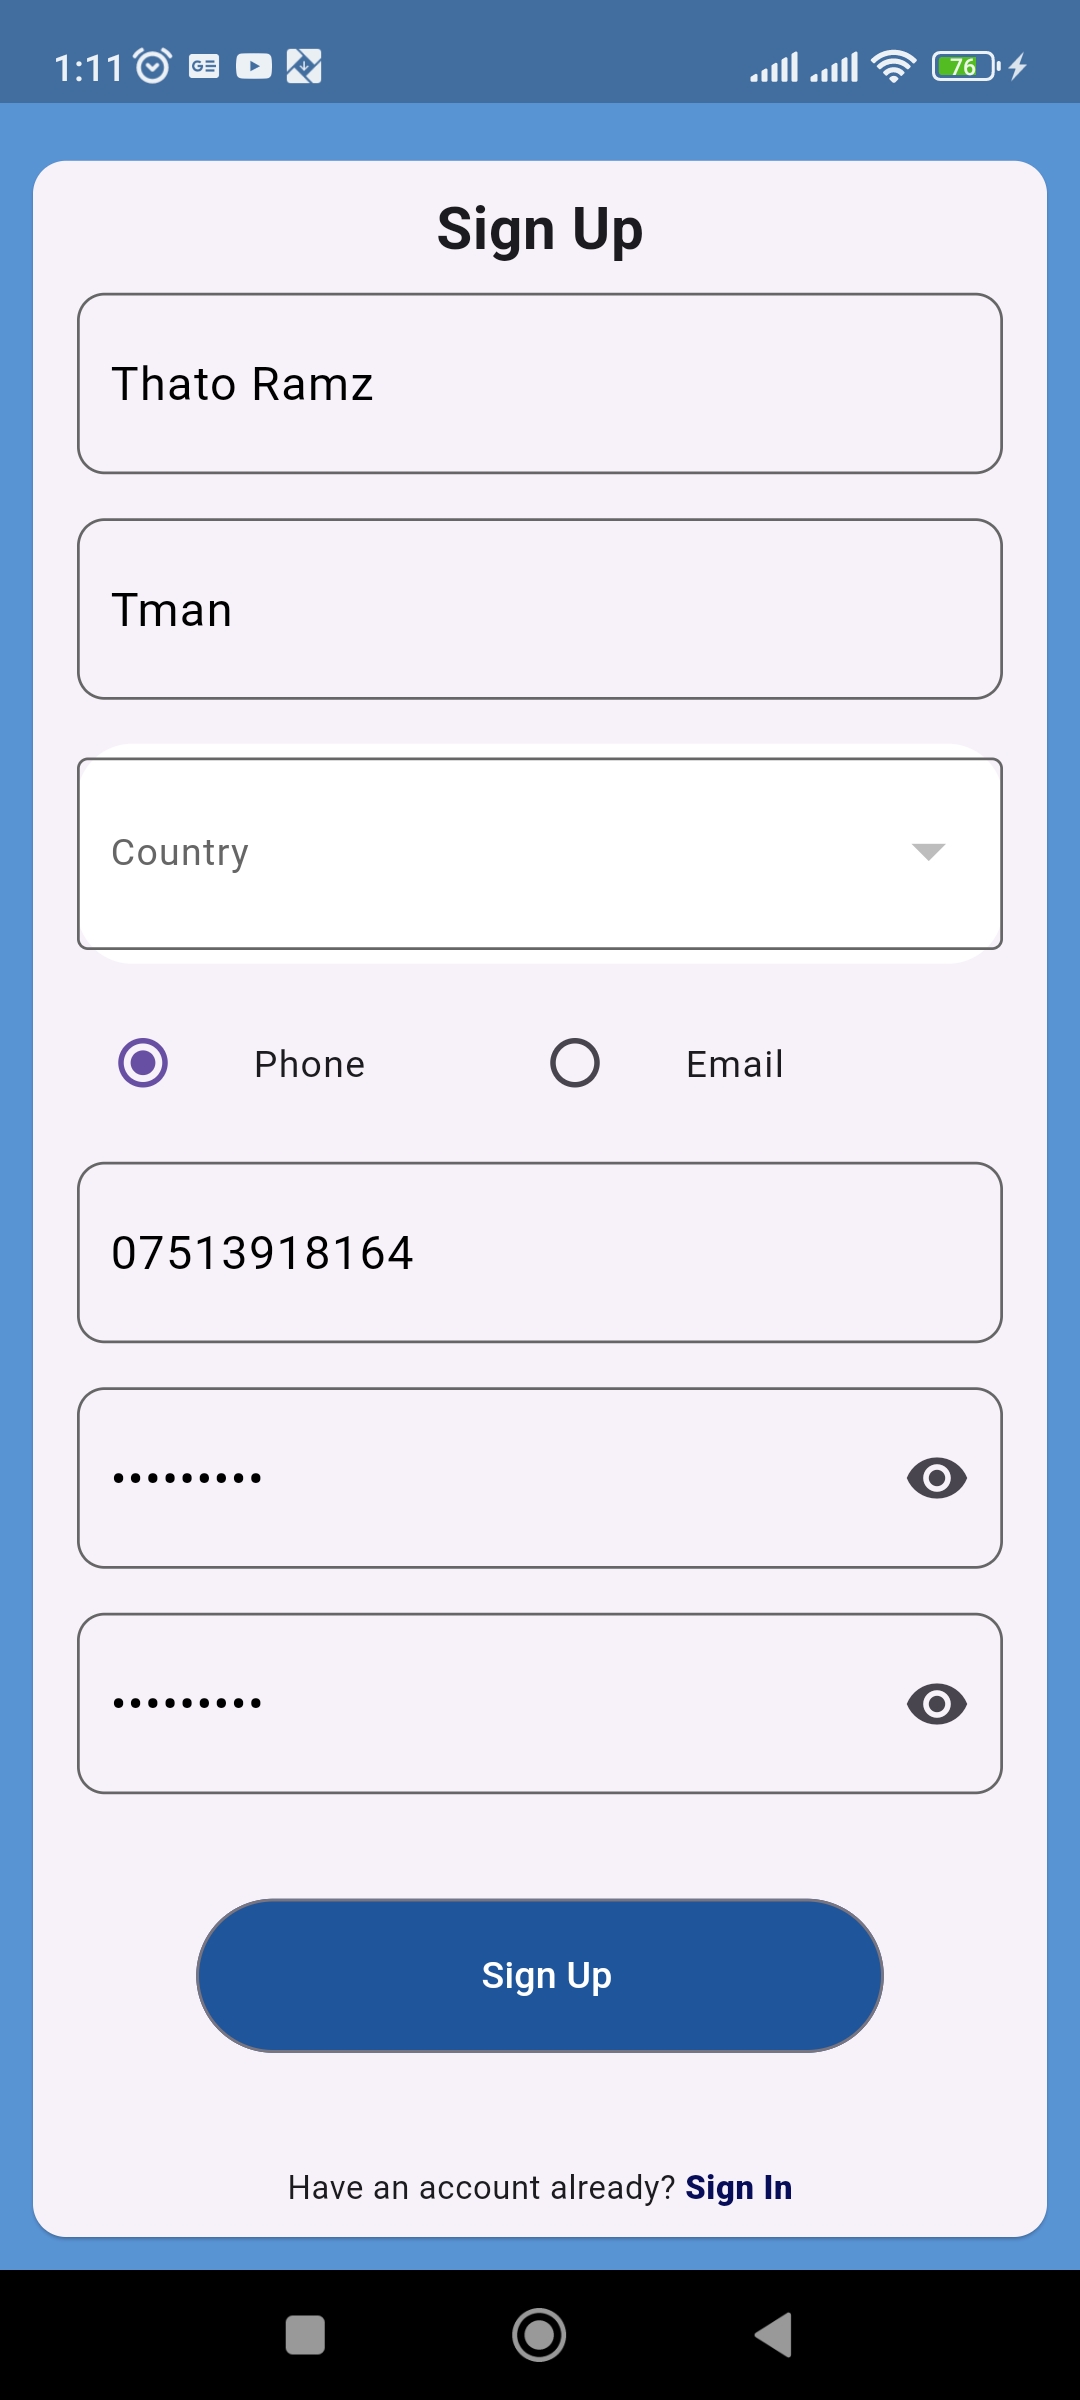 1:11
GE
76
Sign Up
Thato Ramz
Tman
Country
Phone Email
07513918164
•••••••••
•••••••••
Sign Up
Have an account already? Sign In